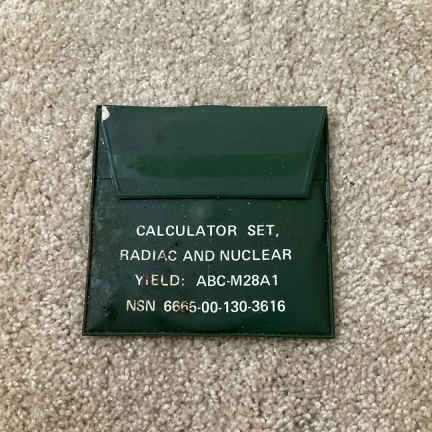 CALCULATOR SET,
RADIAC AND NUCLEAR
YIELD: ABC-M28A1
NSN 6665-00-130-3616